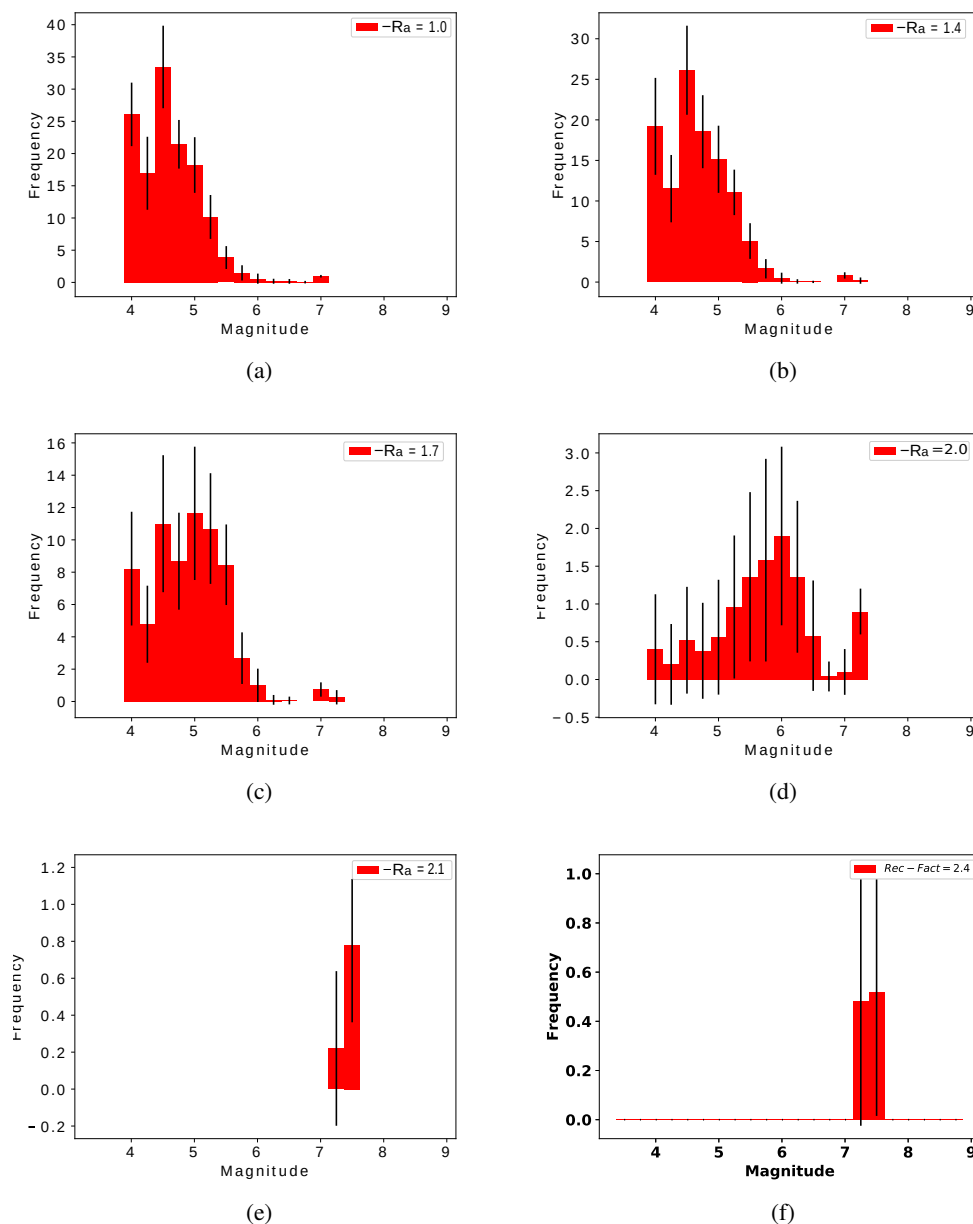 40
35
30
25
20
15
10
5
0
Frequency
−Ra = 1.0
4 5 6 7 8 9
Magnitude
(a)
30
25
20
15
10
5
0
Frequency
−Ra = 1.4
4 5 6 7 8 9
Magnitude
(b)
16
14
12
10
8
6
4
2
0
Frequency
−Ra = 1.7
4 5 6 7 8 9
Magnitude
(c)
3.0
2.5
2.0
1.5
1.0
0.5
0.0
−0.5
Frequency
−Ra =2.0
4 5 6 7 8 9
Magnitude
(d)
1.2
1.0
0.8
0.6
0.4
0.2
0.0
−0.2
Frequency
−Ra = 2.1
4 5 6 7 8 9
Magnitude
(e)
1.0
0.8
0.6
0.4
0.2
0.0
Frequency
Rec − Fact = 2.4
4 5 6 7 8 9
Magnitude
(f)